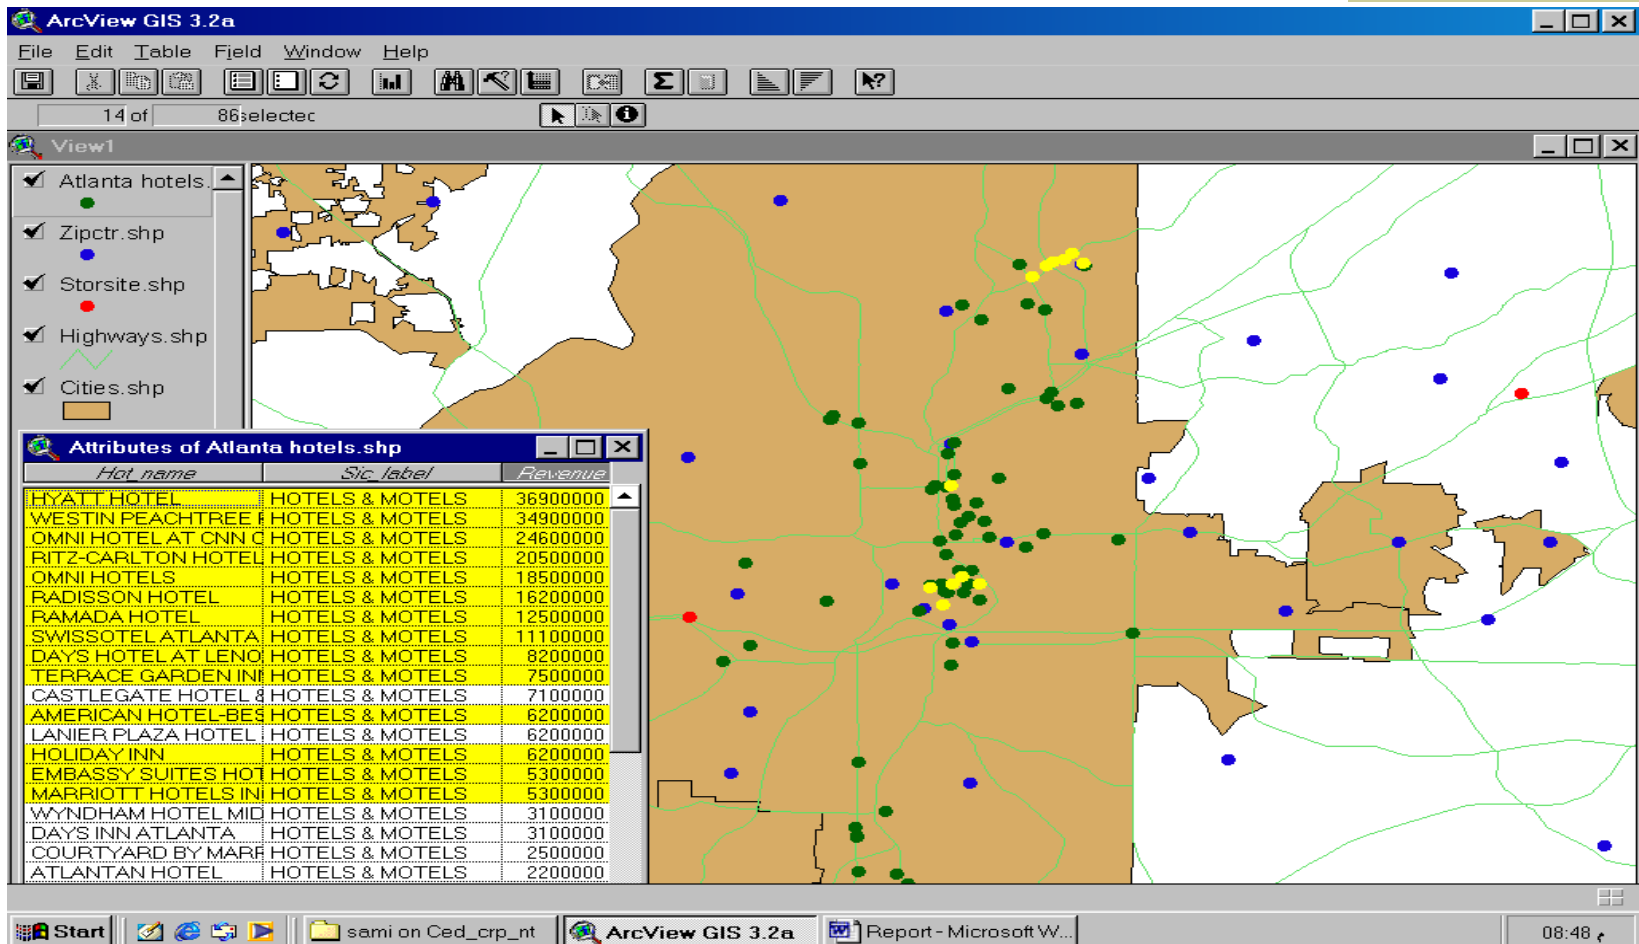 ArcView GIS 3.2a
File Edit Table Field Window Help
14 of 86 selected
View1
Atlanta hotels.
Zipctr.shp
Storsite.shp
Highways.shp
Cities.shp
Attributes of Atlanta hotels.shp
Hot_name Sic_label Revenue
HYATT HOTEL HOTELS & MOTELS 36900000
WESTIN PEACHTREE HOTELS & MOTELS 34900000
OMNI HOTEL AT CNN C HOTELS & MOTELS 24600000
RITZ-CARLTON HOTEL HOTELS & MOTELS 20500000
OMNI HOTELS HOTELS & MOTELS 18500000
RADISSON HOTEL HOTELS & MOTELS 16200000
RAMADA HOTEL HOTELS & MOTELS 12500000
SWISSOTEL ATLANTA HOTELS & MOTELS 11100000
DAYS HOTEL AT LENO HOTELS & MOTELS 8200000
TERRACE GARDEN INN HOTELS & MOTELS 7500000
CASTLEGATE HOTEL & HOTELS & MOTELS 7100000
AMERICAN HOTEL-BES HOTELS & MOTELS 6200000
LANIER PLAZA HOTEL HOTELS & MOTELS 6200000
HOLIDAY INN HOTELS & MOTELS 6200000
EMBASSY SUITES HOT HOTELS & MOTELS 5300000
MARRIOTT HOTELS IN HOTELS & MOTELS 5300000
WYNDHAM HOTEL MID HOTELS & MOTELS 3100000
DAYS INN ATLANTA HOTELS & MOTELS 3100000
COURTYARD BY MARR HOTELS & MOTELS 2500000
ATLANTAN HOTEL HOTELS & MOTELS 2200000
Start sami on Ced_crp_nt ArcView GIS 3.2a Report - Microsoft W... 08:48 م